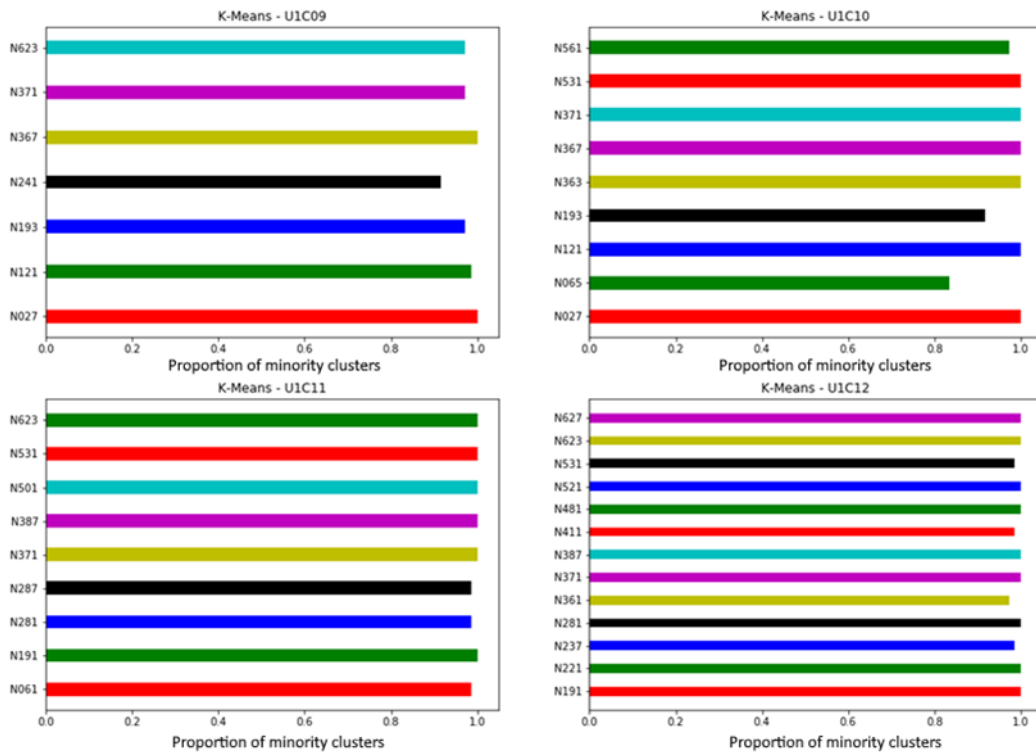 K-Means - U1C09
N623
N371
N367
N241
N193
N121
N027
0.0 0.2 0.4 0.6 0.8 1.0
Proportion of minority clusters
K-Means - U1C10
N561
N531
N371
N367
N363
N193
N121
N065
N027
0.0 0.2 0.4 0.6 0.8 1.0
Proportion of minority clusters
K-Means - U1C11
N623
N531
N501
N387
N371
N287
N281
N191
N061
0.0 0.2 0.4 0.6 0.8 1.0
Proportion of minority clusters
K-Means - U1C12
N627
N623
N531
N521
N481
N411
N387
N371
N361
N281
N237
N221
N191
0.0 0.2 0.4 0.6 0.8 1.0
Proportion of minority clusters